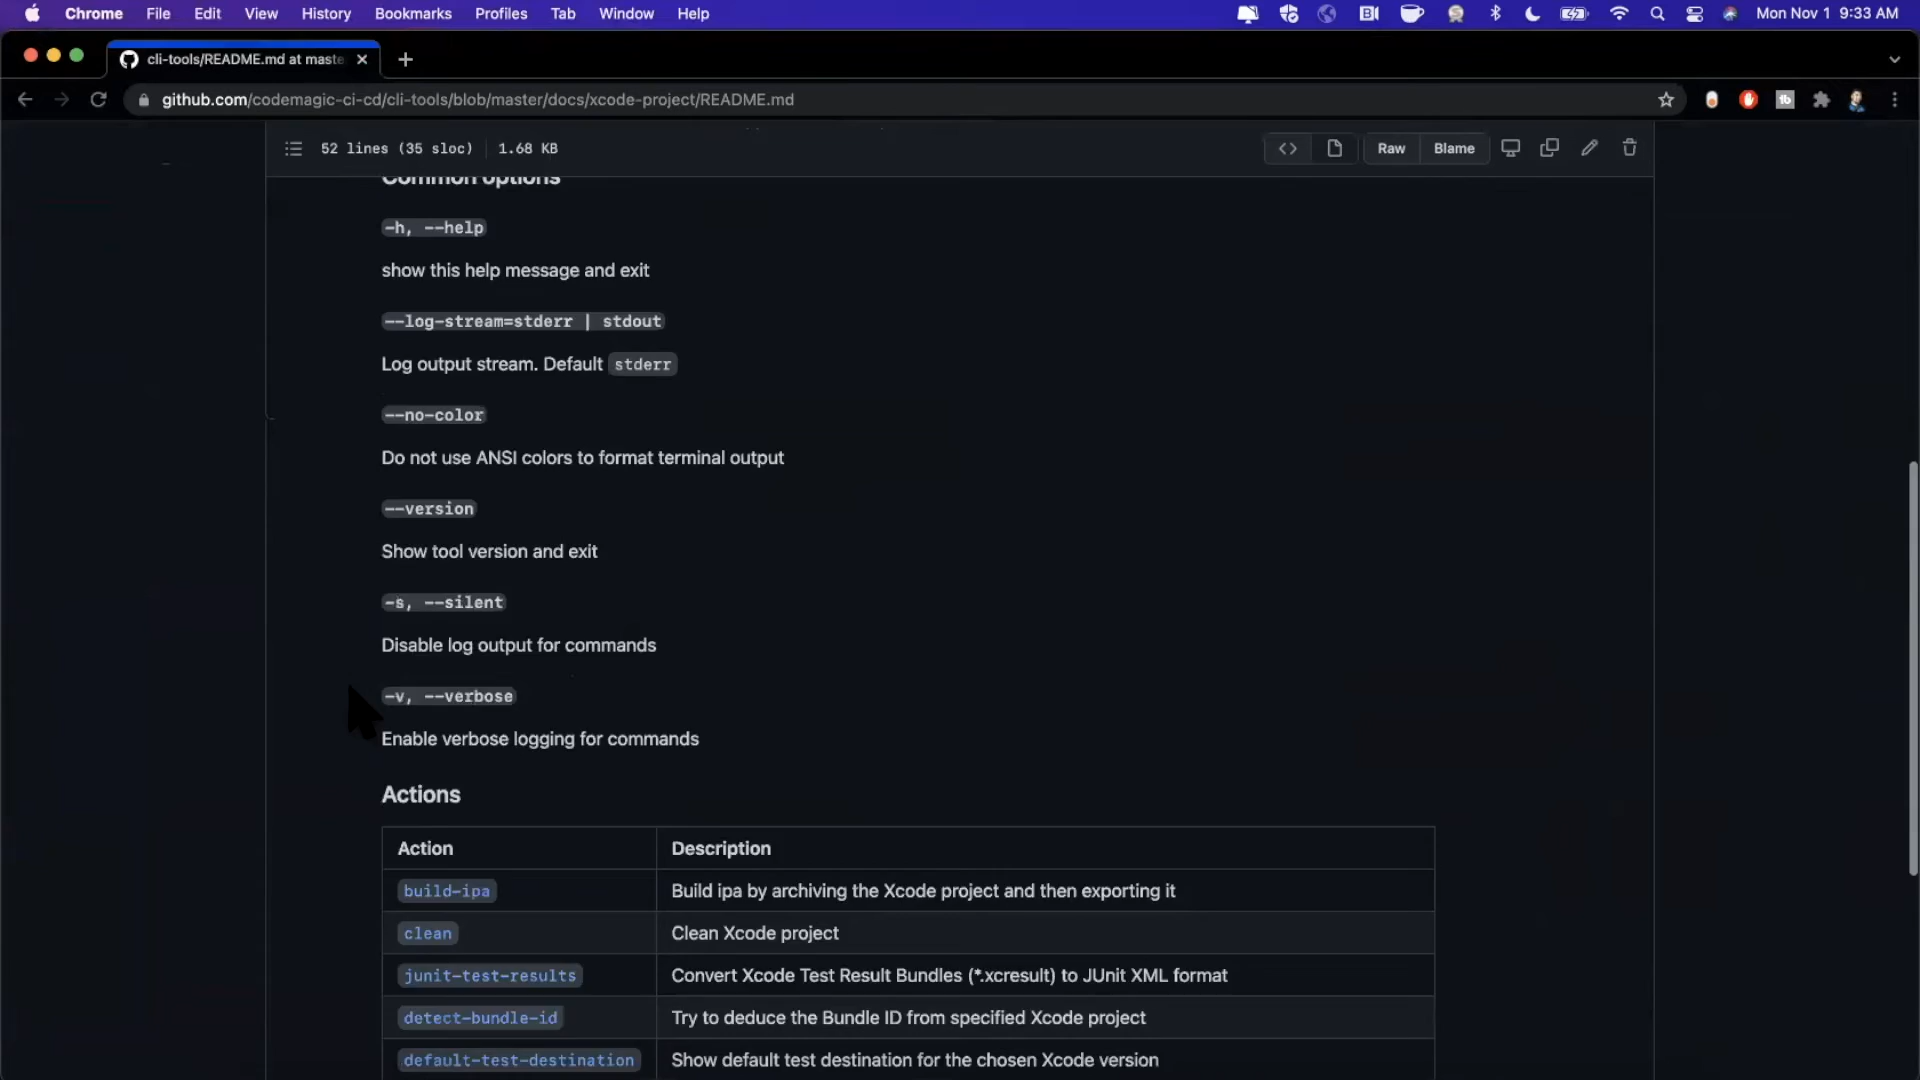 Chrome File Edit View History Bookmarks Profiles Tab Window Help Mon Nov 1 9:33 AM
cli-tools/README.md at maste
github.com/codemagic-ci-cd/cli-tools/blob/master/docs/xcode-project/README.md
52 lines (35 sloc) 1.68 KB Raw Blame
Common options
-h, --help
show this help message and exit
--log-stream=stderr | stdout
Log output stream. Default stderr
--no-color
Do not use ANSI colors to format terminal output
--version
Show tool version and exit
-s, --silent
Disable log output for commands
-v, --verbose
Enable verbose logging for commands
Actions
Action Description
build-ipa Build ipa by archiving the Xcode project and then exporting it
clean Clean Xcode project
junit-test-results Convert Xcode Test Result Bundles (*.xcresult) to JUnit XML format
detect-bundle-id Try to deduce the Bundle ID from specified Xcode project
default-test-destination Show default test destination for the chosen Xcode version